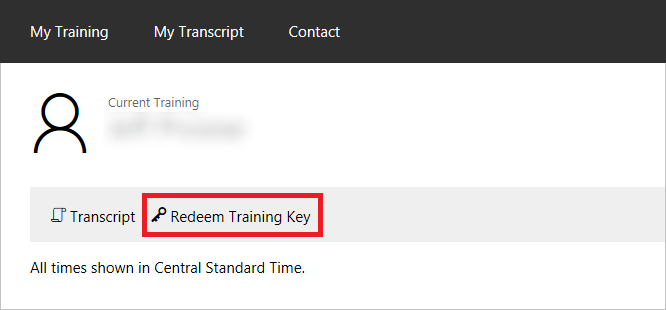 My Training My Transcript Contact
Current Training
Transcript Redeem Training Key
All times shown in Central Standard Time.